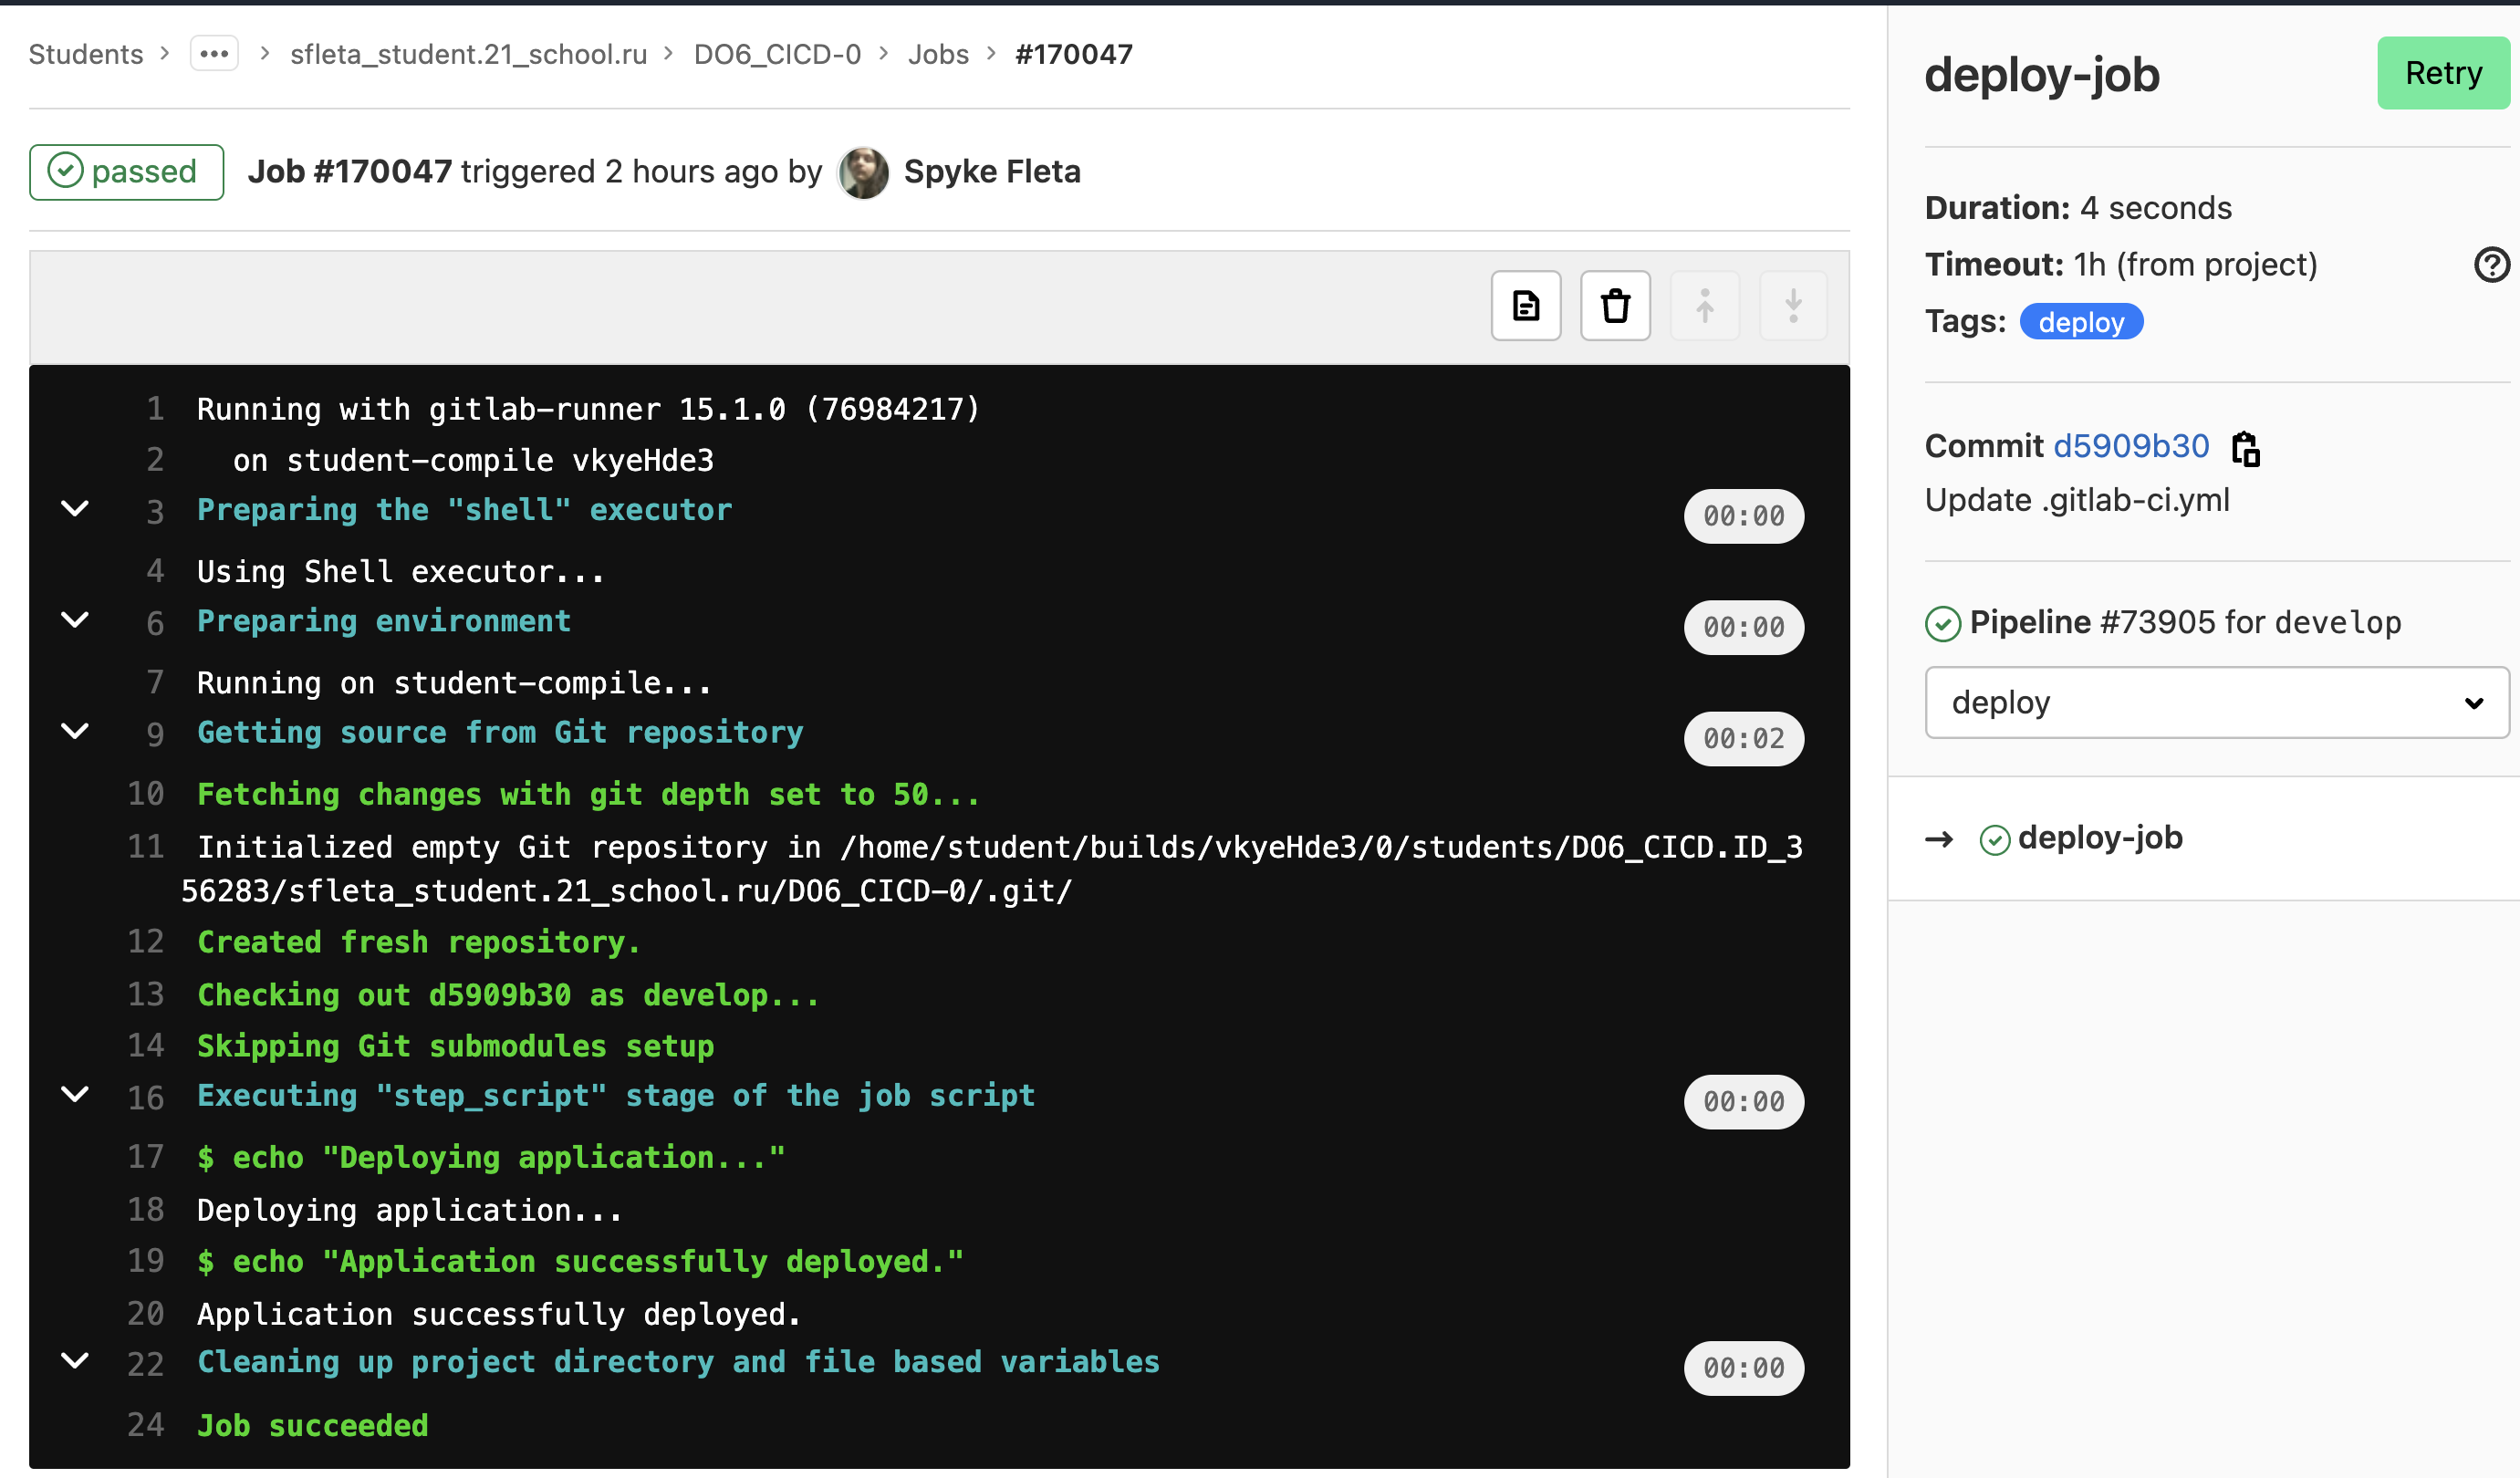 Students > ... > sfleta_student.21_school.ru > DO6_CICD-0 > Jobs > #170047
passed Job #170047 triggered 2 hours ago by Spyke Fleta
1 Running with gitlab-runner 15.1.0 (76984217)
2 on student-compile vkyeHde3
3 Preparing the "shell" executor 00:00
4 Using Shell executor...
6 Preparing environment 00:00
7 Running on student-compile...
9 Getting source from Git repository 00:02
10 Fetching changes with git depth set to 50...
11 Initialized empty Git repository in /home/student/builds/vkyeHde3/0/students/DO6_CICD.ID_3
56283/sfleta_student.21_school.ru/DO6_CICD-0/.git/
12 Created fresh repository.
13 Checking out d5909b30 as develop...
14 Skipping Git submodules setup
16 Executing "step_script" stage of the job script 00:00
17 $ echo "Deploying application..."
18 Deploying application...
19 $ echo "Application successfully deployed."
20 Application successfully deployed.
22 Cleaning up project directory and file based variables 00:00
24 Job succeeded
deploy-job Retry
Duration: 4 seconds
Timeout: 1h (from project) ?
Tags: deploy
Commit d5909b30
Update .gitlab-ci.yml
Pipeline #73905 for develop
deploy
→ deploy-job